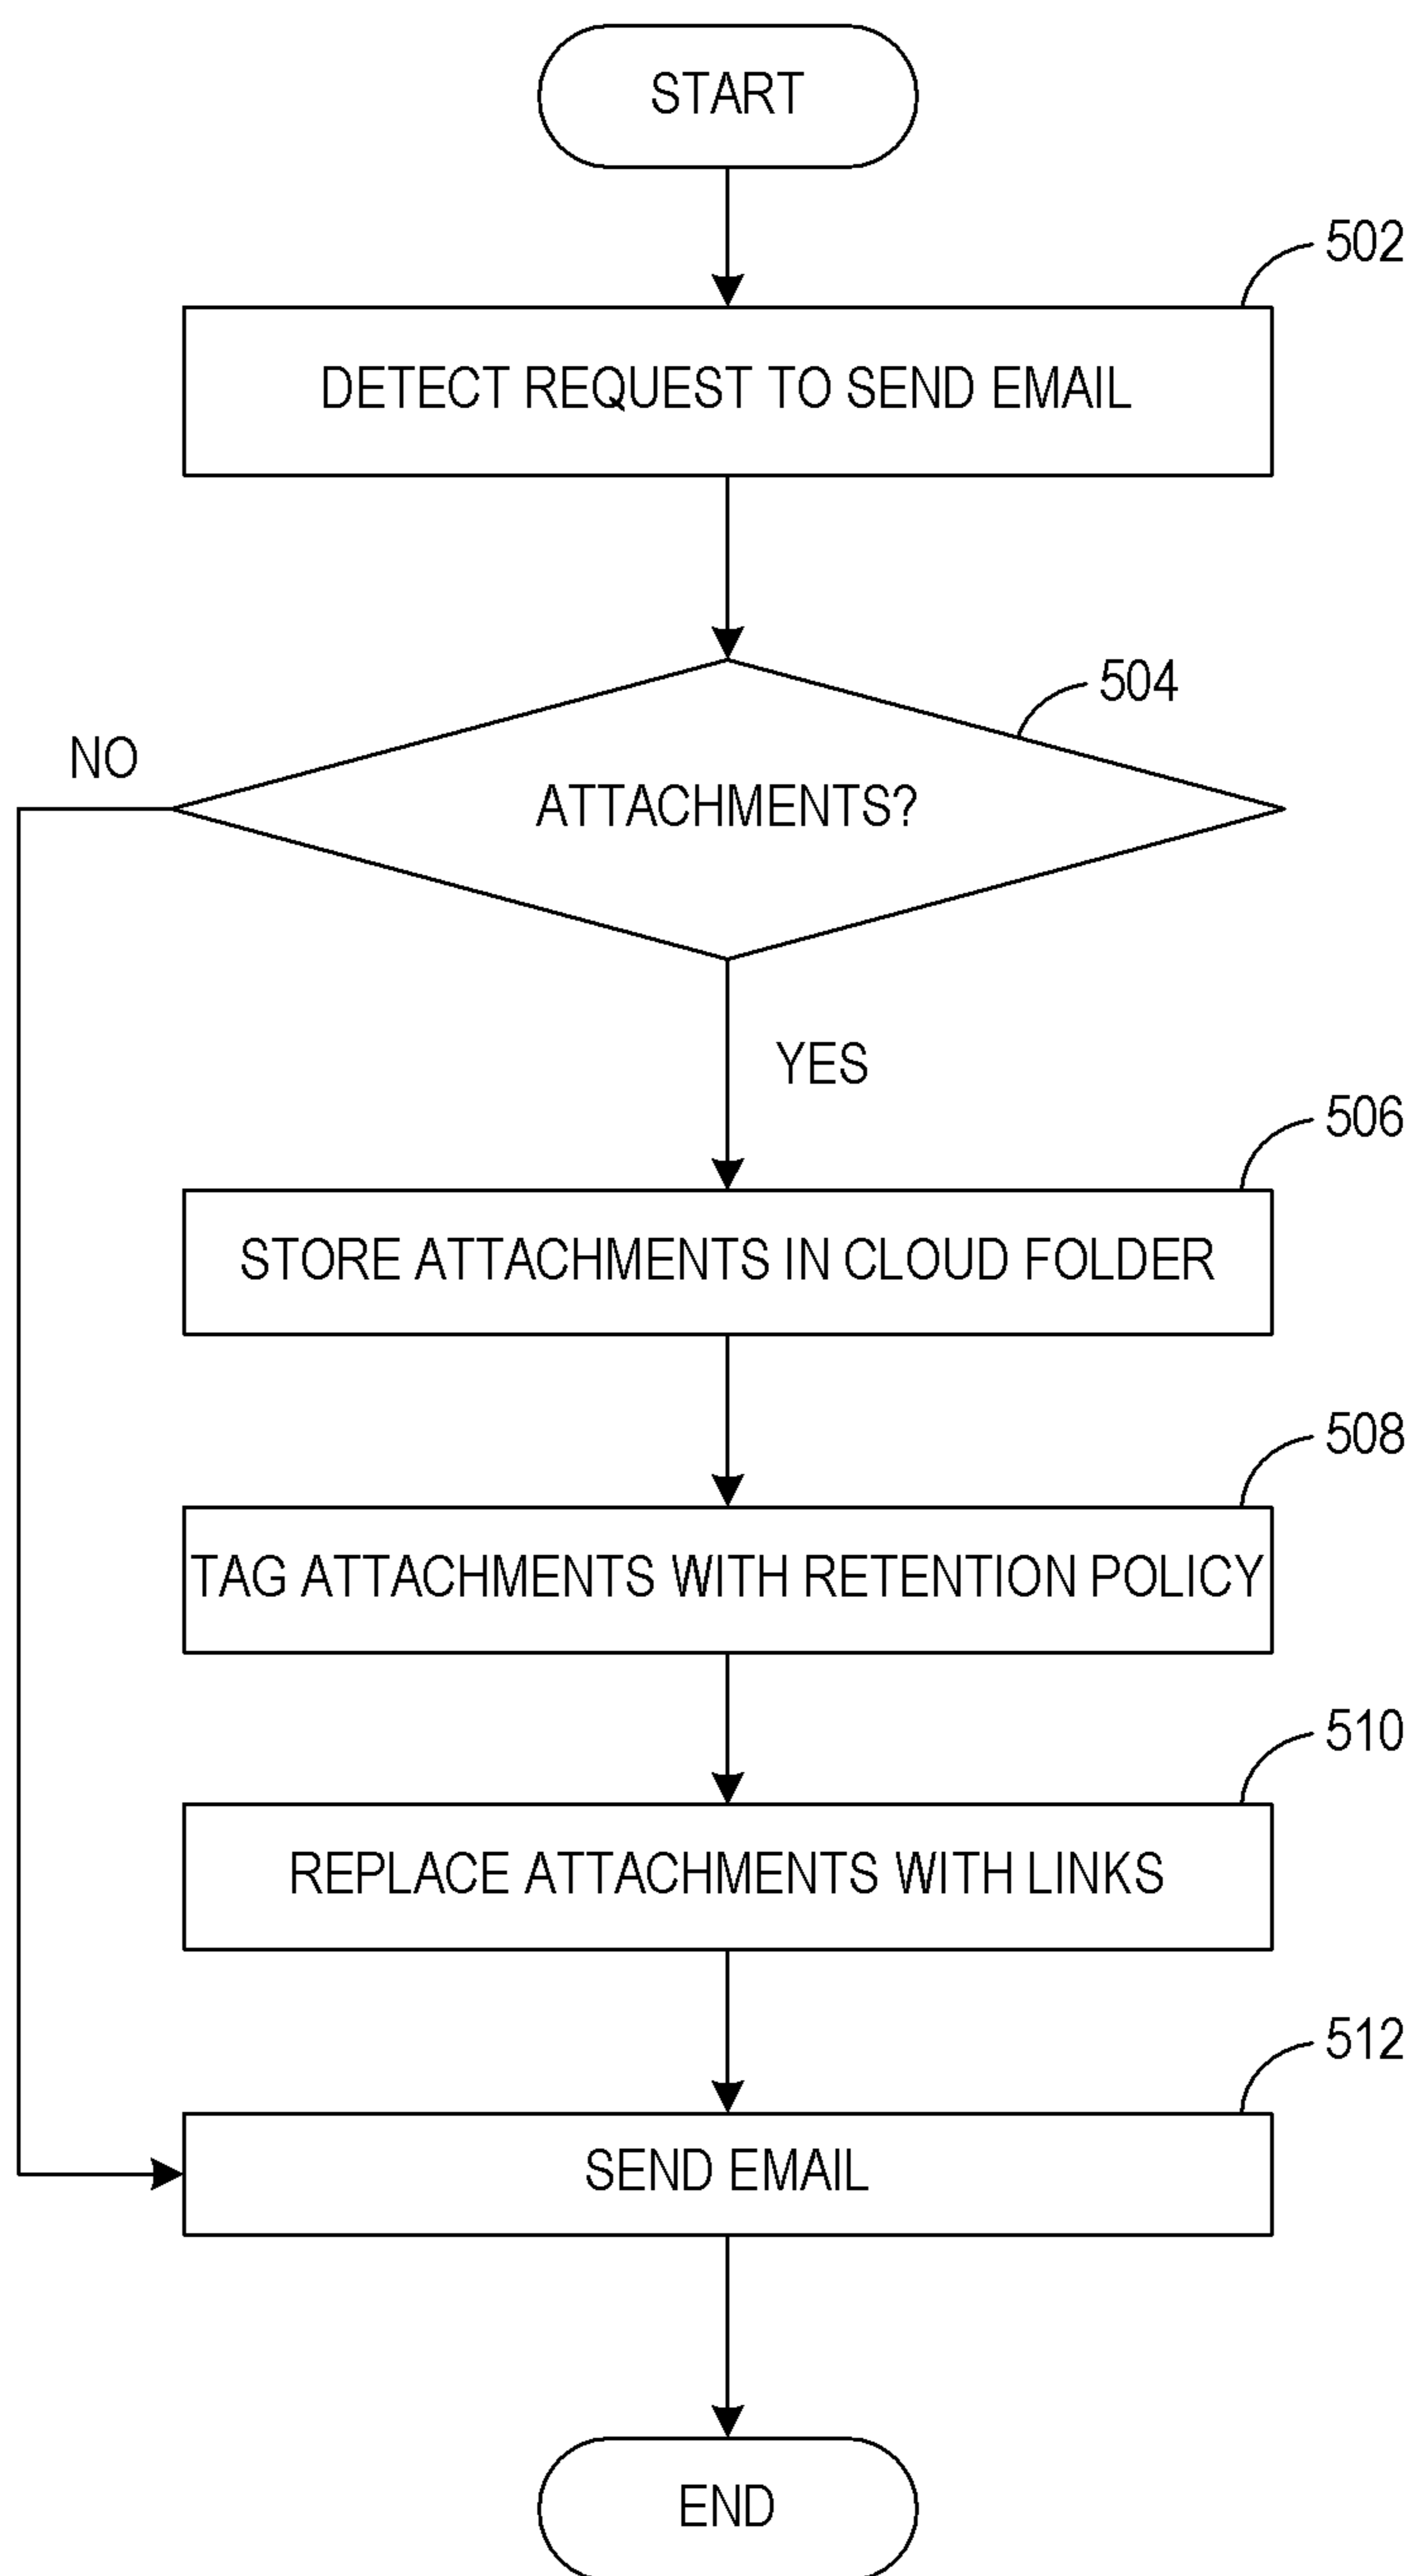 START
502
DETECT REQUEST TO SEND EMAIL
504
NO
ATTACHMENTS?
YES
506
STORE ATTACHMENTS IN CLOUD FOLDER
508
TAG ATTACHMENTS WITH RETENTION POLICY
510
REPLACE ATTACHMENTS WITH LINKS
512
SEND EMAIL
END